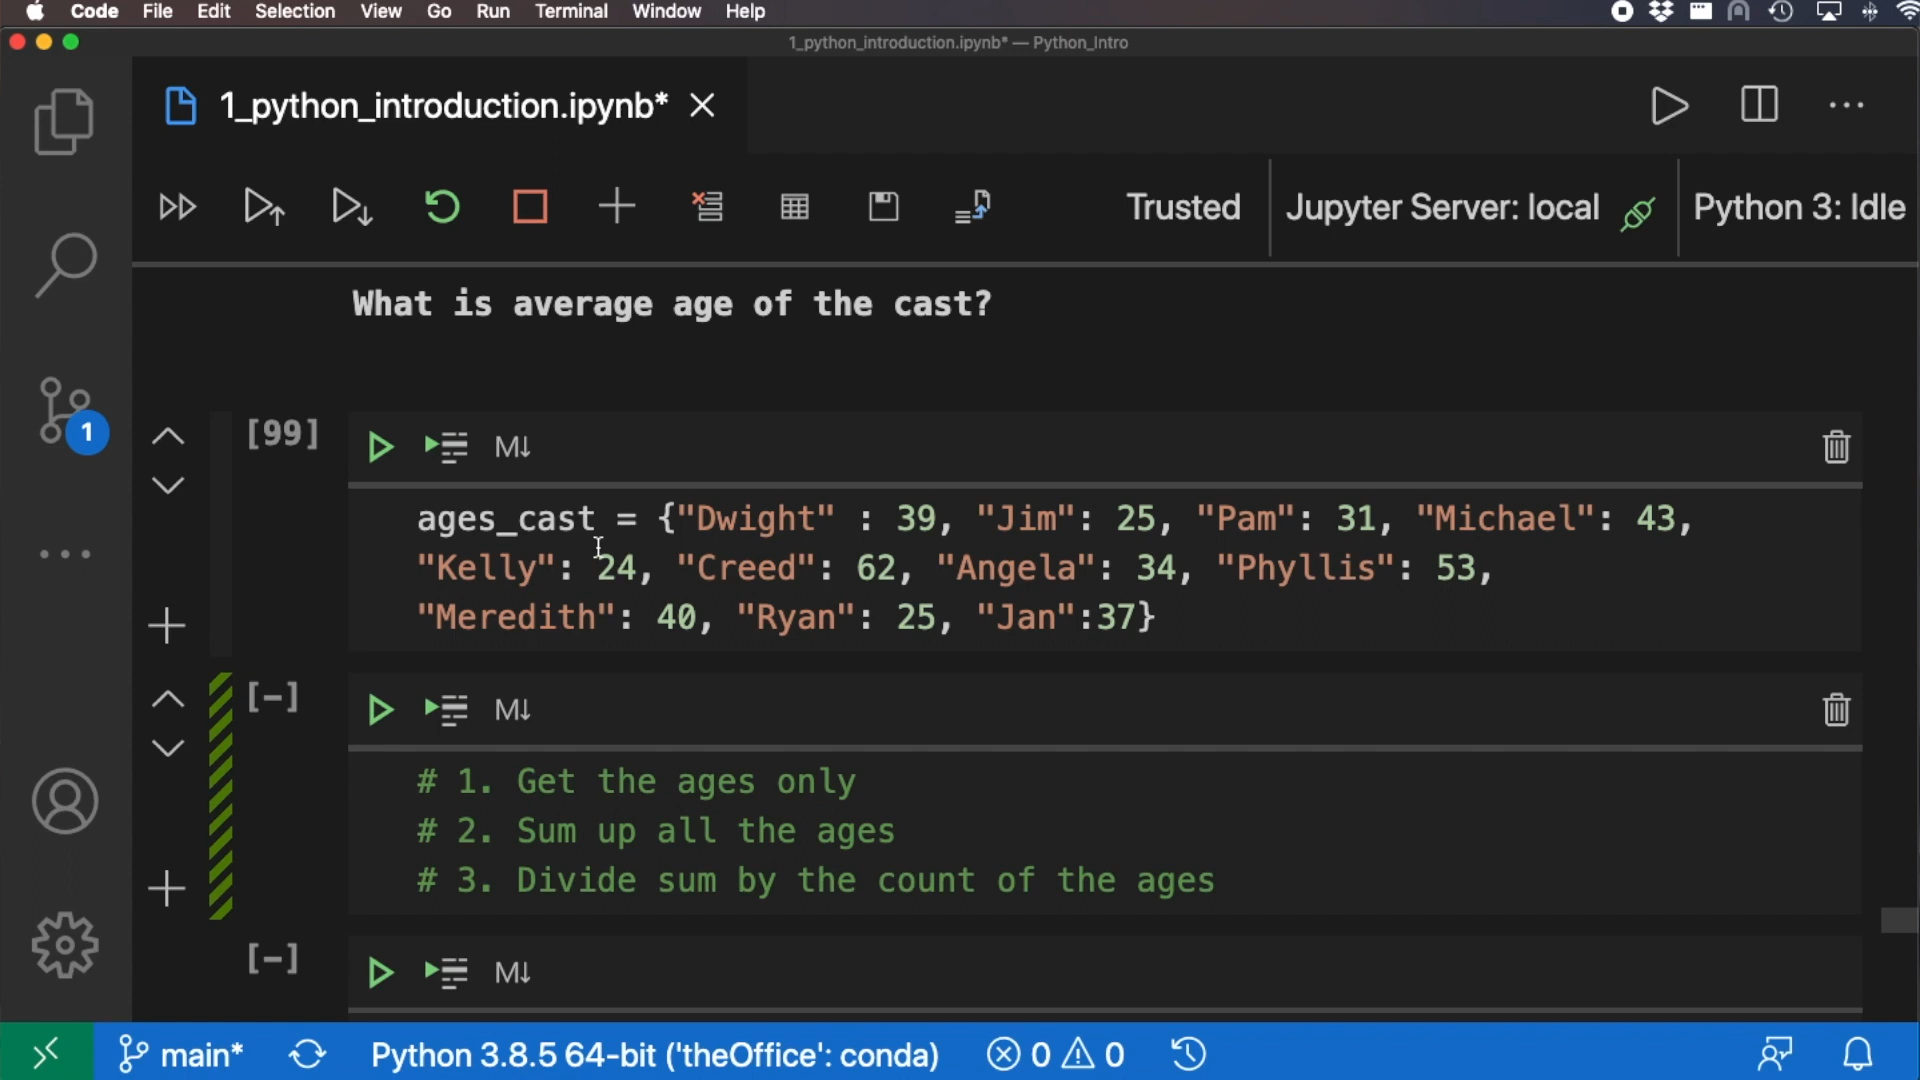 Code File Edit Selection View Go Run Terminal Window Help
1_python_introduction.ipynb* — Python_Intro
1_python_introduction.ipynb*
Trusted
Jupyter Server: local
Python 3: Idle
What is average age of the cast?
1
[99]
M↓
ages_cast = {"Dwight" : 39, "Jim": 25, "Pam": 31, "Michael": 43,
"Kelly": 24, "Creed": 62, "Angela": 34, "Phyllis": 53,
"Meredith": 40, "Ryan": 25, "Jan":37}
[-]
M↓
# 1. Get the ages only
# 2. Sum up all the ages
# 3. Divide sum by the count of the ages
[-]
M↓
main* Python 3.8.5 64-bit ('theOffice': conda) 0 0